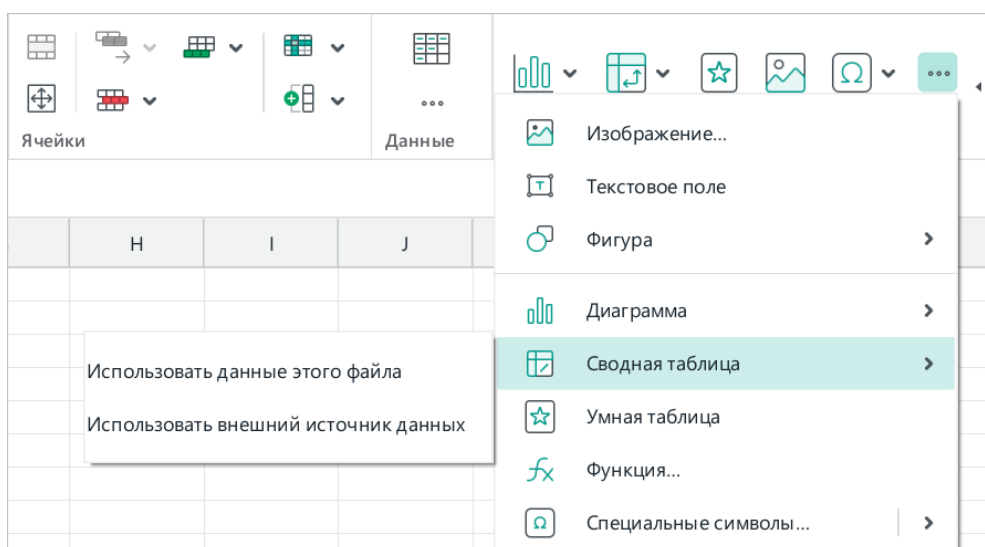 Ячейки
Данные
H
I
J
Изображение...
Текстовое поле
Фигура
Диаграмма
Сводная таблица
Умная таблица
Функция...
Специальные символы...
Использовать данные этого файла
Использовать внешний источник данных